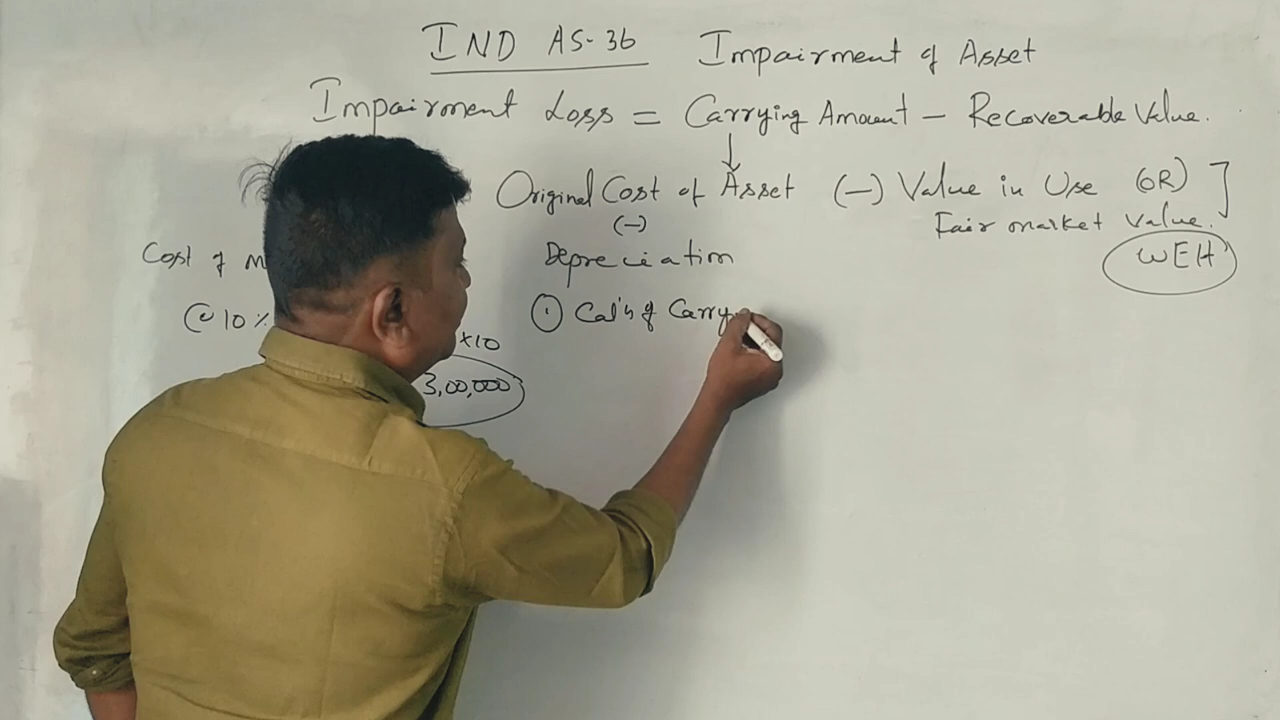 IND AS-36 Impairment of Asset
Impairment Loss = Carrying Amount – Recoverable Value.
Original Cost of Asset (–) Value in Use (OR)
(–) Fair market value.
Cost of Depreciation WEH
@ 10% ① Cal'n of Carry
×10
3,00,000